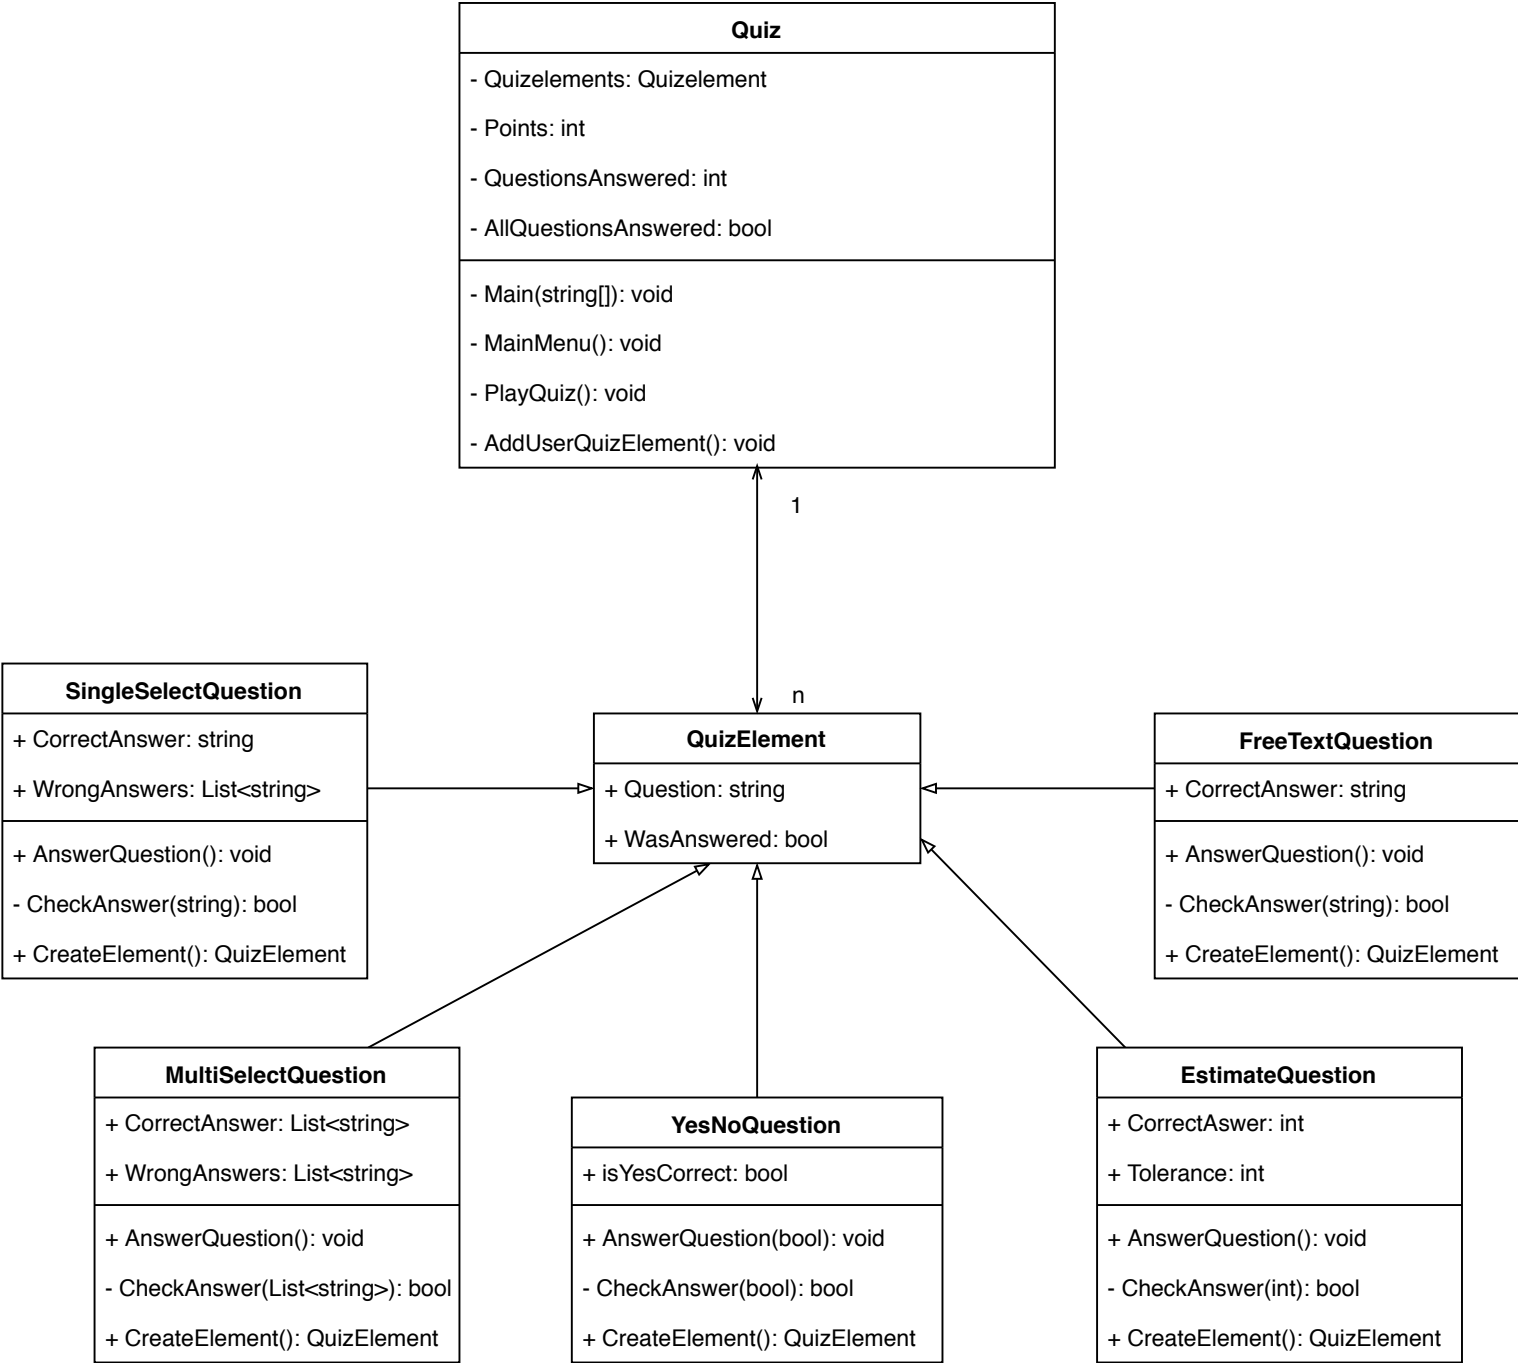 Quiz
- Quizelements: Quizelement
- Points: int
- QuestionsAnswered: int
- AllQuestionsAnswered: bool
- Main(string[]): void
- MainMenu(): void
- PlayQuiz(): void
- AddUserQuizElement(): void
1
n
SingleSelectQuestion
+ CorrectAnswer: string
+ WrongAnswers: List<string>
+ AnswerQuestion(): void
- CheckAnswer(string): bool
+ CreateElement(): QuizElement
QuizElement
+ Question: string
+ WasAnswered: bool
FreeTextQuestion
+ CorrectAnswer: string
+ AnswerQuestion(): void
- CheckAnswer(string): bool
+ CreateElement(): QuizElement
MultiSelectQuestion
+ CorrectAnswer: List<string>
+ WrongAnswers: List<string>
+ AnswerQuestion(): void
- CheckAnswer(List<string>): bool
+ CreateElement(): QuizElement
YesNoQuestion
+ isYesCorrect: bool
+ AnswerQuestion(bool): void
- CheckAnswer(bool): bool
+ CreateElement(): QuizElement
EstimateQuestion
+ CorrectAswer: int
+ Tolerance: int
+ AnswerQuestion(): void
- CheckAnswer(int): bool
+ CreateElement(): QuizElement